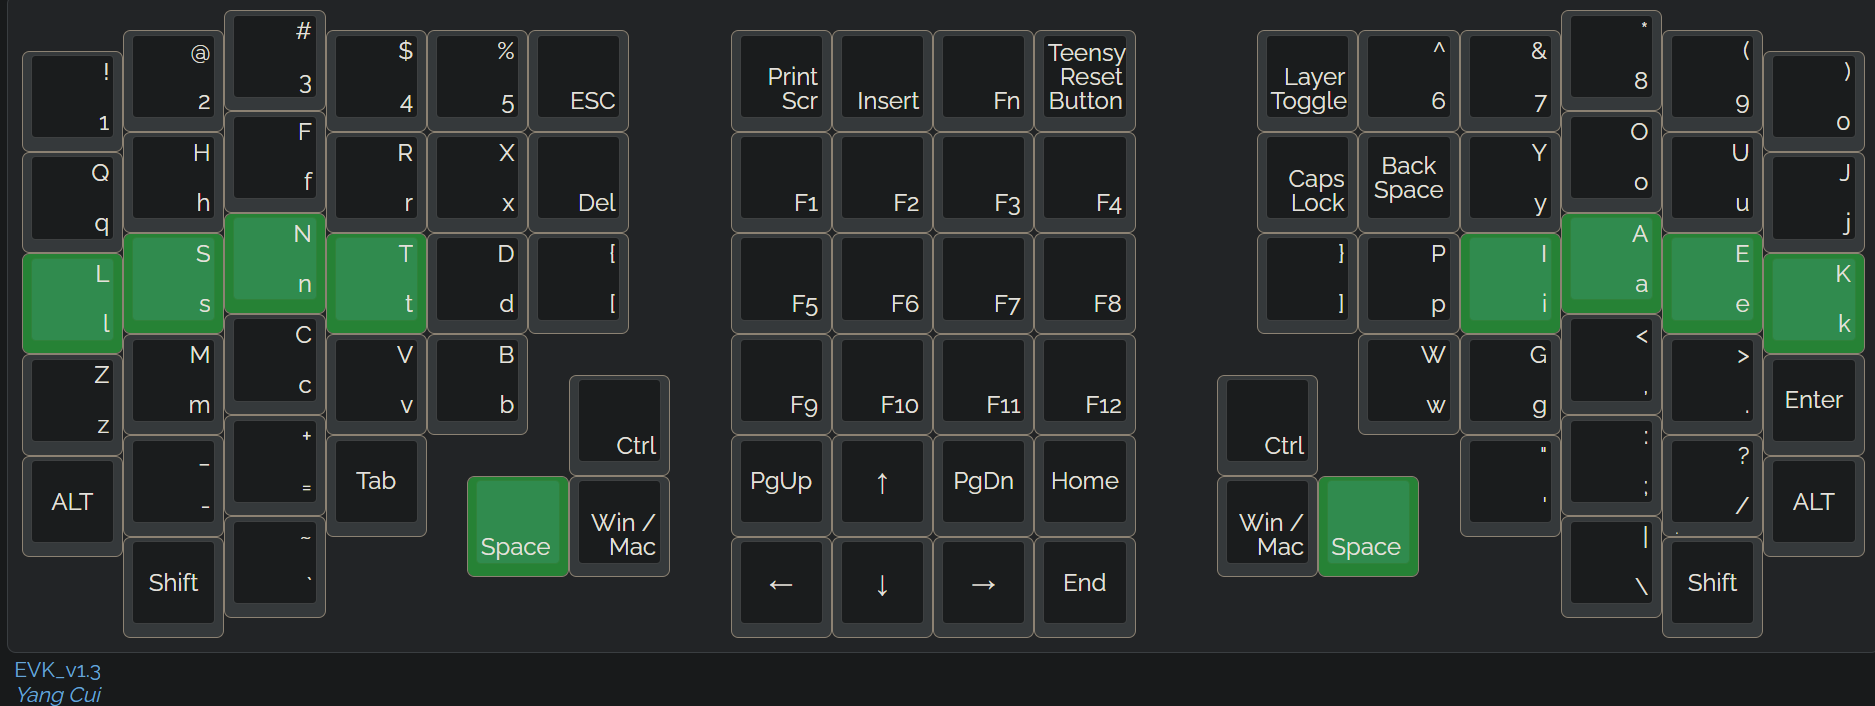 !
1
@
2
#
3
$
4
%
5
ESC
Print
Scr
Insert
Fn
Teensy
Reset
Button
Layer
Toggle
^
6
&
7
*
8
(
9
)
0
Q
q
H
h
F
f
R
r
X
x
Del
F1
F2
F3
F4
Caps
Lock
Back
Space
Y
y
O
o
U
u
J
j
L
l
S
s
N
n
T
t
D
d
{
[
F5
F6
F7
F8
}
]
P
p
I
i
A
a
E
e
K
k
Z
z
M
m
C
c
V
v
B
b
Ctrl
F9
F10
F11
F12
Ctrl
W
w
G
g
<
,
>
.
Enter
ALT
_
-
+
=
Tab
Space
Win /
Mac
PgUp
↑
PgDn
Home
Win /
Mac
Space
"
'
:
;
?
/
ALT
Shift
~
`
←
↓
→
End
|
\
Shift
EVK_v1.3
Yang Cui